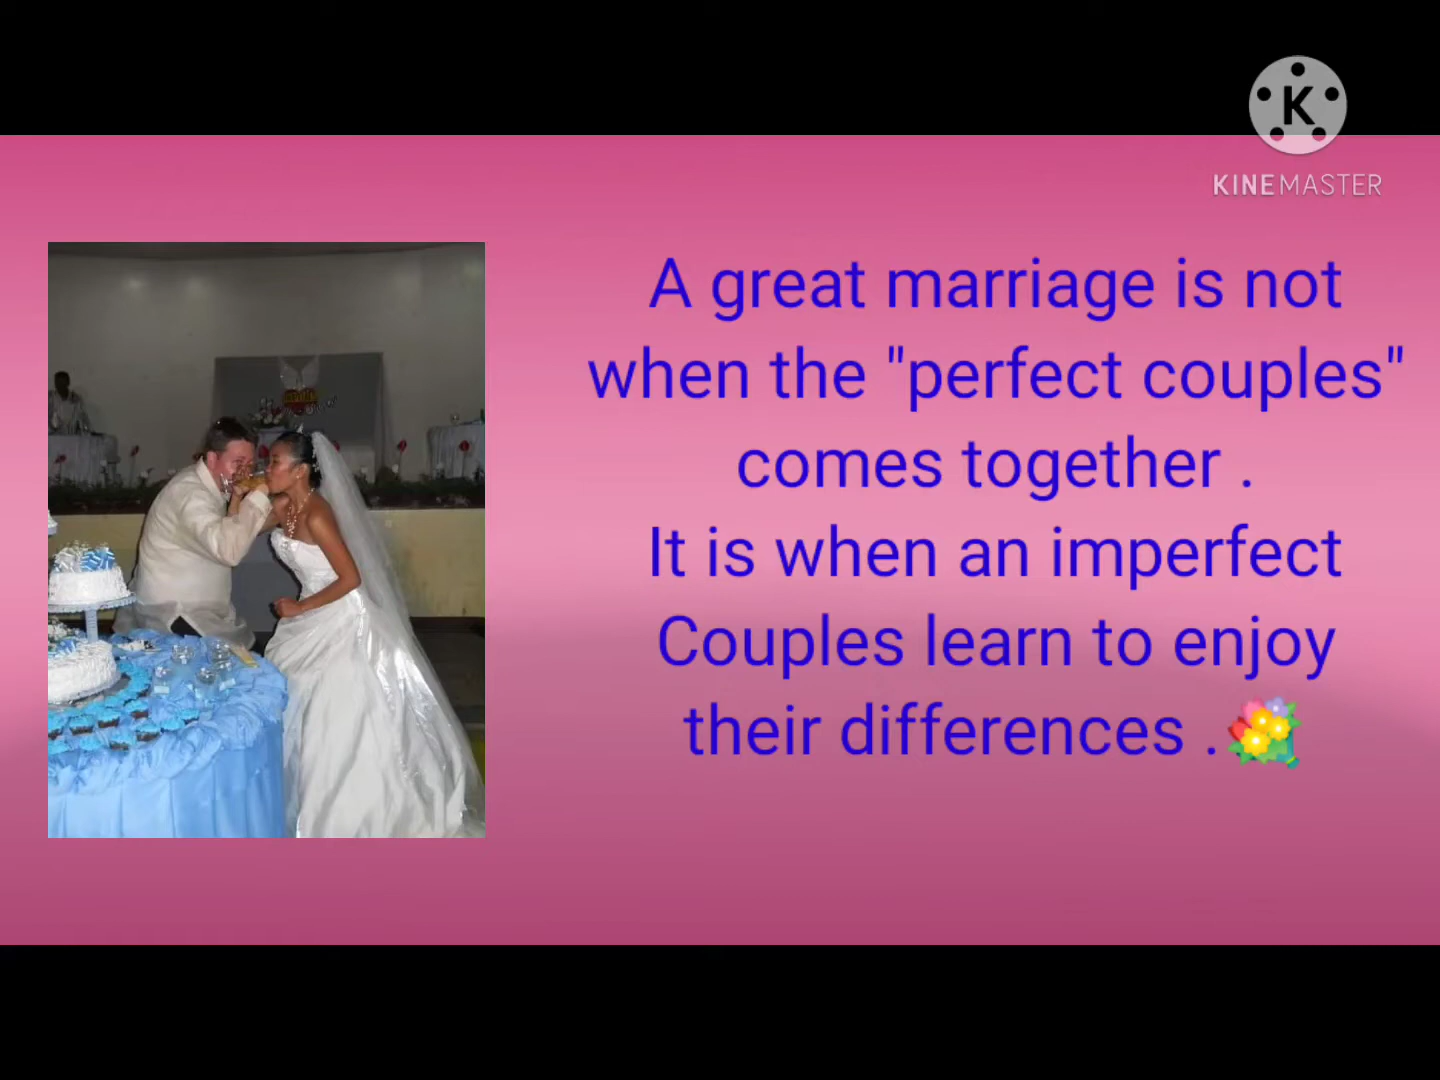 K
KINEMASTER
A great marriage is not
when the "perfect couples"
comes together .
It is when an imperfect
Couples learn to enjoy
their differences .💐